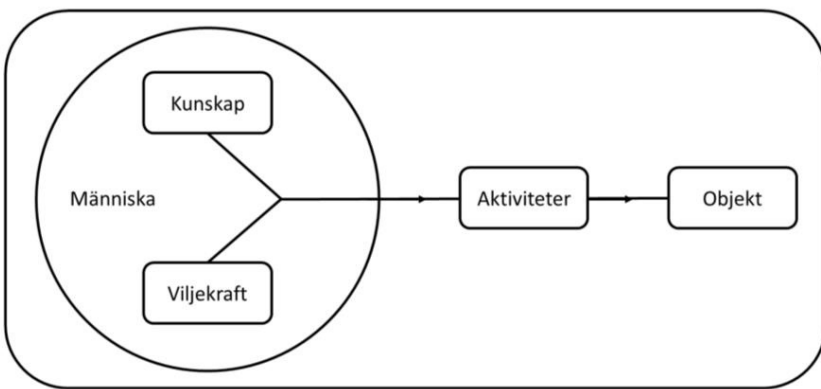 Kunskap
Människa
Aktiviteter
Objekt
Viljekraft